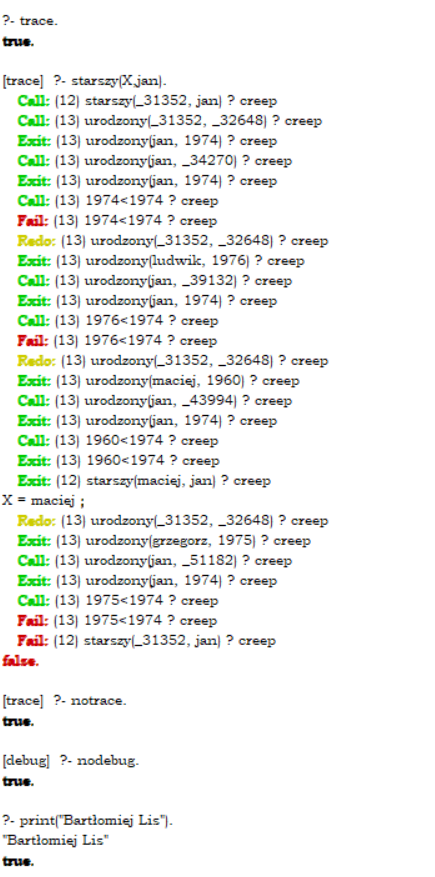 ?- trace.
true.
[trace]  ?- starszy(X,jan).
Call: (12) starszy(_31352, jan) ? creep
Call: (13) urodzony(_31352, _32648) ? creep
Exit: (13) urodzony(jan, 1974) ? creep
Call: (13) urodzony(jan, _34270) ? creep
Exit: (13) urodzony(jan, 1974) ? creep
Call: (13) 1974<1974 ? creep
Fail: (13) 1974<1974 ? creep
Redo: (13) urodzony(_31352, _32648) ? creep
Exit: (13) urodzony(ludwik, 1976) ? creep
Call: (13) urodzony(jan, _39132) ? creep
Exit: (13) urodzony(jan, 1974) ? creep
Call: (13) 1976<1974 ? creep
Fail: (13) 1976<1974 ? creep
Redo: (13) urodzony(_31352, _32648) ? creep
Exit: (13) urodzony(maciej, 1960) ? creep
Call: (13) urodzony(jan, _43994) ? creep
Exit: (13) urodzony(jan, 1974) ? creep
Call: (13) 1960<1974 ? creep
Exit: (13) 1960<1974 ? creep
Exit: (12) starszy(maciej, jan) ? creep
X = maciej ;
Redo: (13) urodzony(_31352, _32648) ? creep
Exit: (13) urodzony(grzegorz, 1975) ? creep
Call: (13) urodzony(jan, _51182) ? creep
Exit: (13) urodzony(jan, 1974) ? creep
Call: (13) 1975<1974 ? creep
Fail: (13) 1975<1974 ? creep
Fail: (12) starszy(_31352, jan) ? creep
false.
[trace]  ?- notrace.
true.
[debug]  ?- nodebug.
true.
?- print("Bartłomiej Lis").
"Bartłomiej Lis"
true.